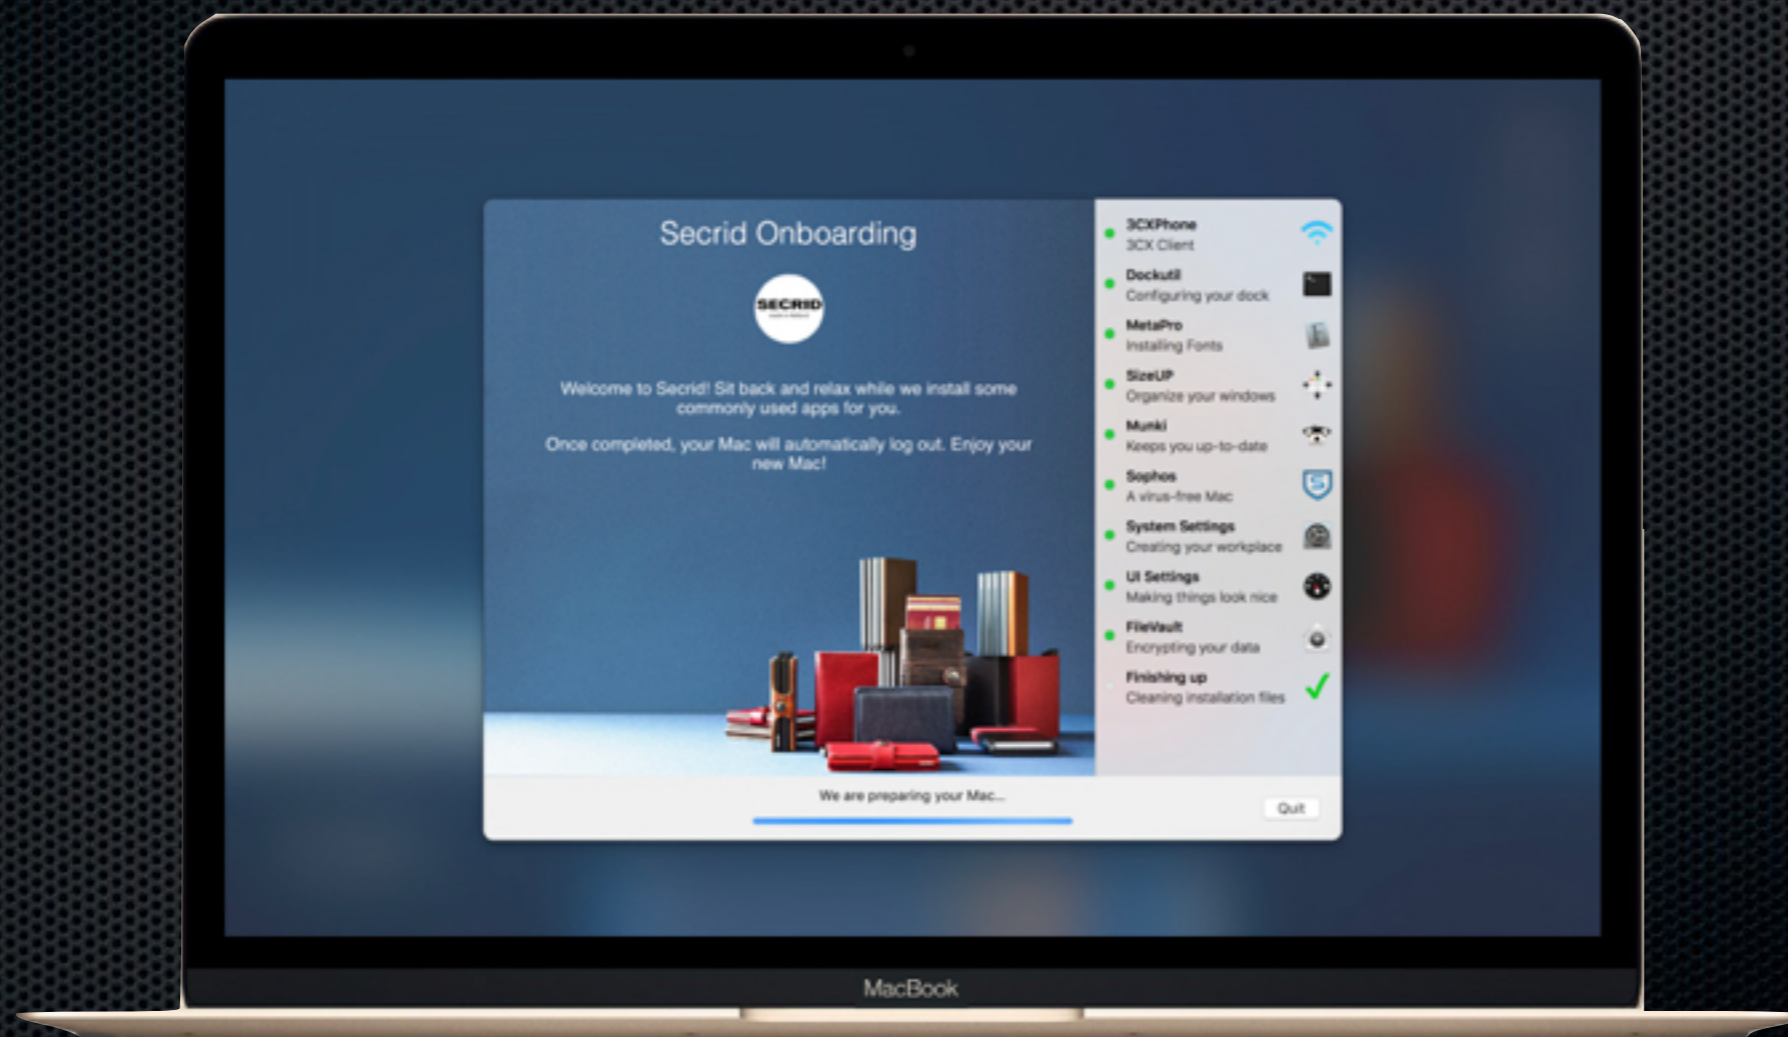 Secrid Onboarding
SECRID
Welcome to Secrid! Sit back and relax while we install some
commonly used apps for you.
Once completed, your Mac will automatically log out. Enjoy your
new Mac!
3CXPhone
3CX Client
Dockutil
Configuring your dock
MetaPro
Installing Fonts
SizeUP
Organize your windows
Munki
Keeps you up-to-date
Sophos
A virus-free Mac
System Settings
Creating your workplace
UI Settings
Making things look nice
FileVault
Encrypting your data
Finishing up
Cleaning installation files
We are preparing your Mac...
Quit
MacBook